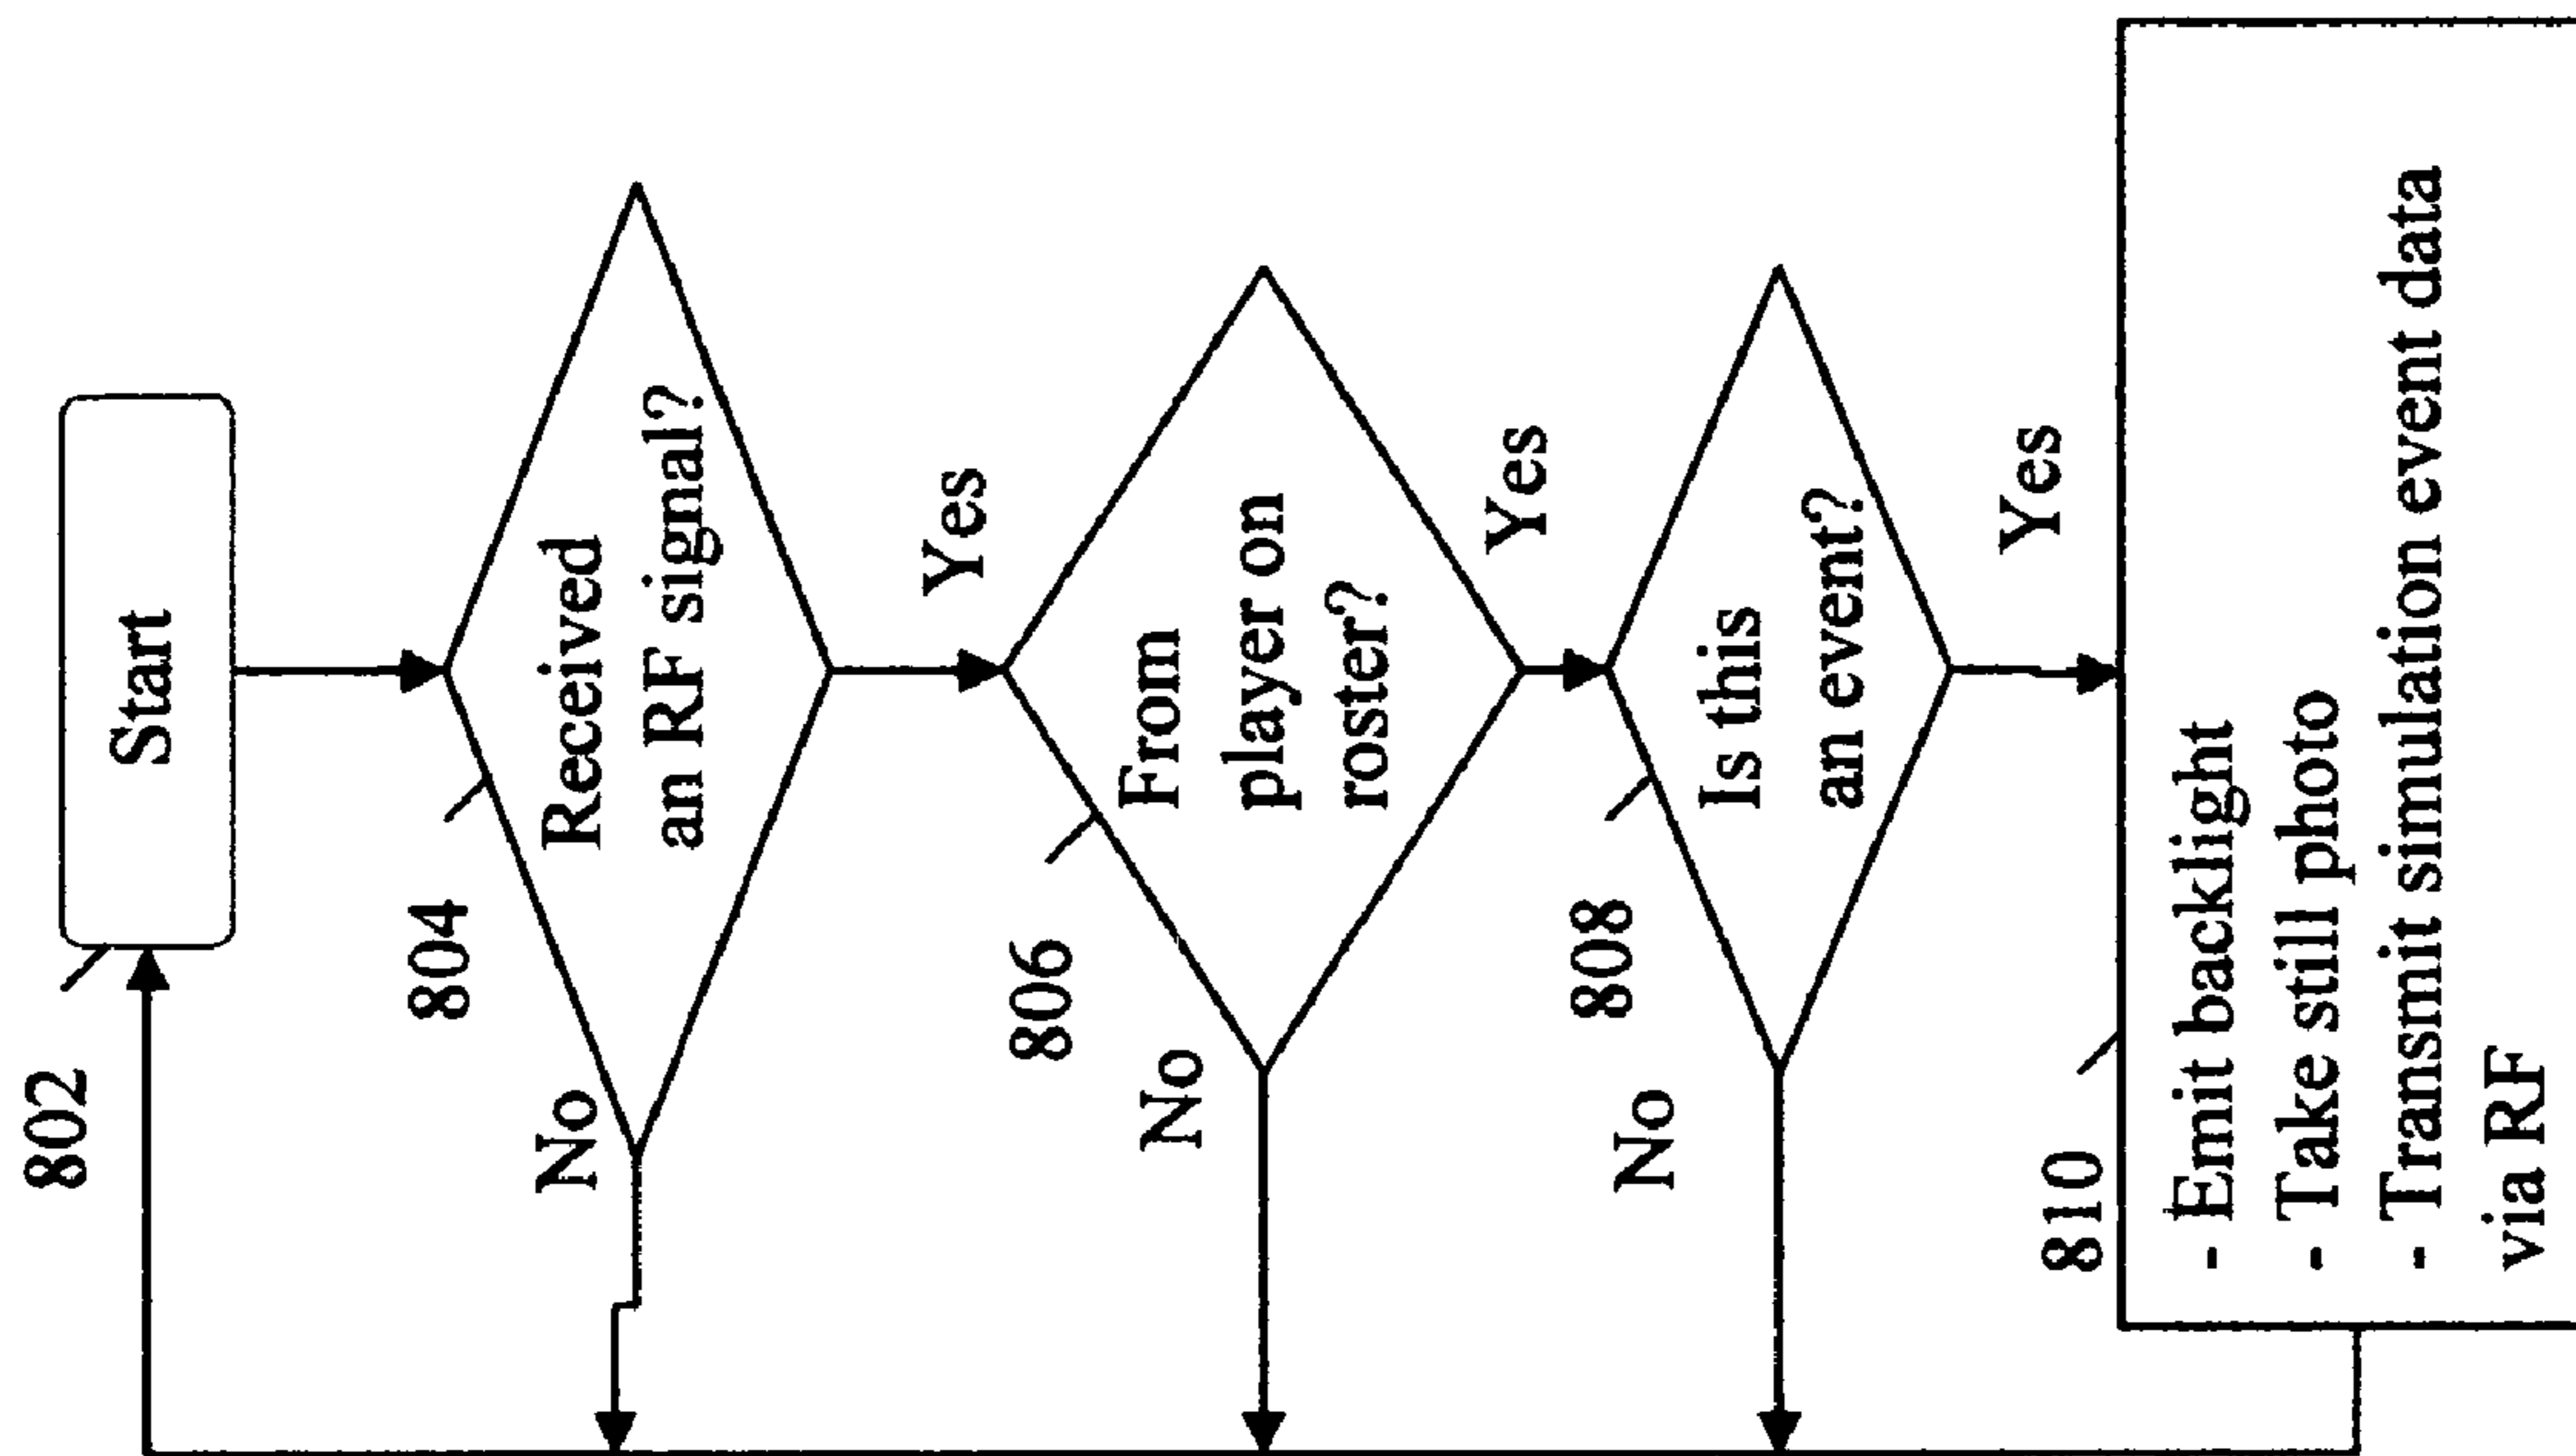 802
Start
804
Received
an RF signal?
No
Yes
806
From
player on
roster?
No
Yes
808
Is this
an event?
No
Yes
810
- Emit backlight
- Take still photo
- Transmit simulation event data
via RF